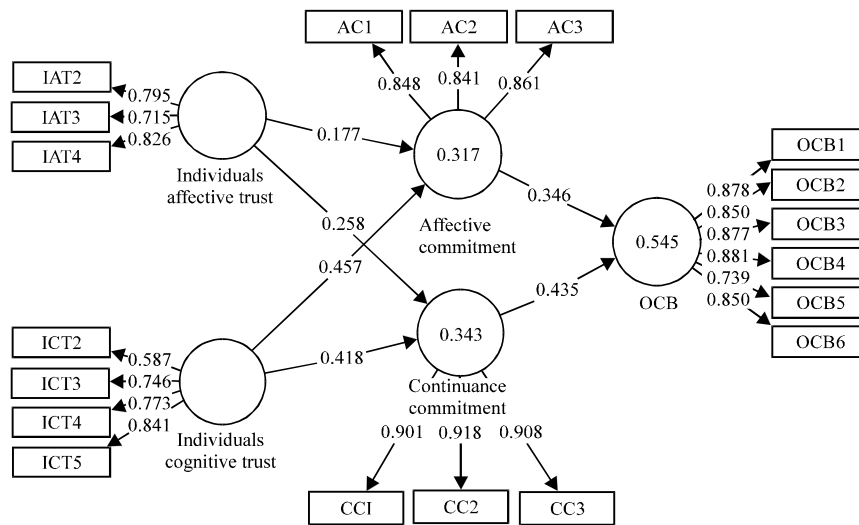 AC1
AC2
AC3
IAT2
IAT3
IAT4
0.795
0.715
0.826
0.848
0.841
0.861
Individuals
affective trust
0.177
0.317
Affective
commitment
0.258
0.457
0.346
OCB1
OCB2
OCB3
OCB4
OCB5
OCB6
0.878
0.850
0.877
0.881
0.739
0.850
0.545
OCB
0.435
0.343
Continuance
commitment
0.418
ICT2
ICT3
ICT4
ICT5
0.587
0.746
0.773
0.841
Individuals
cognitive trust
0.901
0.918
0.908
CCI
CC2
CC3